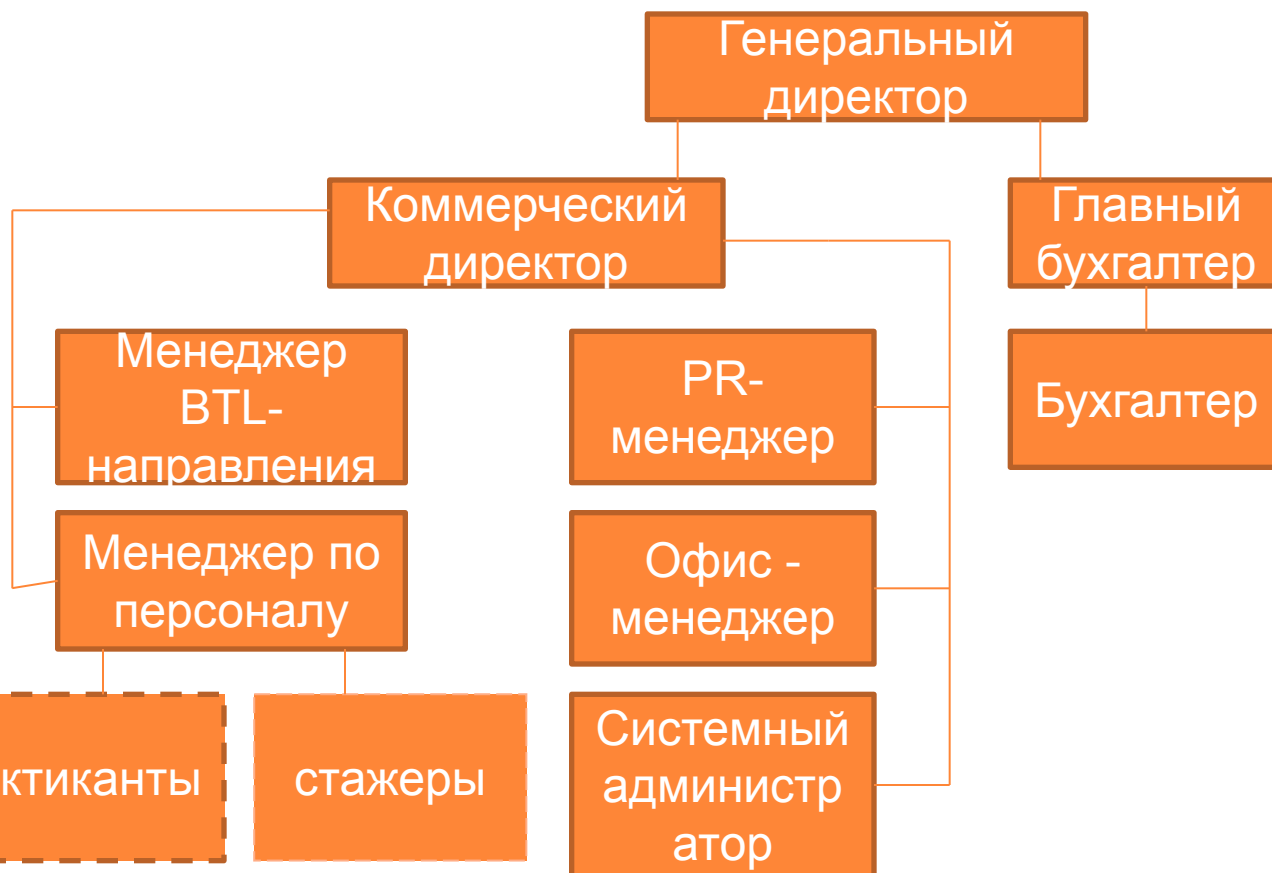 Генеральный
директор
Коммерческий
директор
Главный
бухгалтер
Менеджер
BTL-
направления
PR-
менеджер
Бухгалтер
Менеджер по
персоналу
Офис -
менеджер
ктиканты
стажеры
Системный
администр
атор